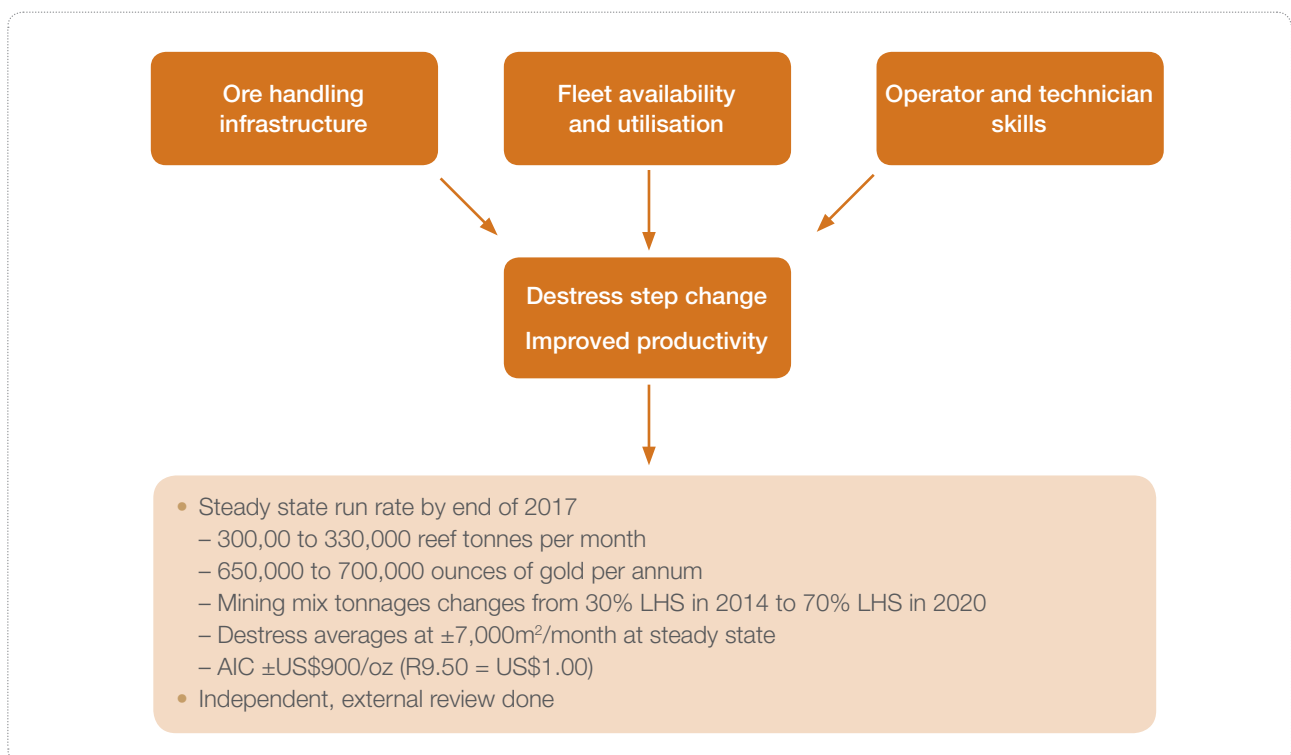 Ore handling
infrastructure
Fleet availability
and utilisation
Operator and technician
skills
Destress step change
Improved productivity
• Steady state run rate by end of 2017
– 300,00 to 330,000 reef tonnes per month
– 650,000 to 700,000 ounces of gold per annum
– Mining mix tonnages changes from 30% LHS in 2014 to 70% LHS in 2020
– Destress averages at ±7,000m²/month at steady state
– AIC ±US$900/oz (R9.50 = US$1.00)
• Independent, external review done